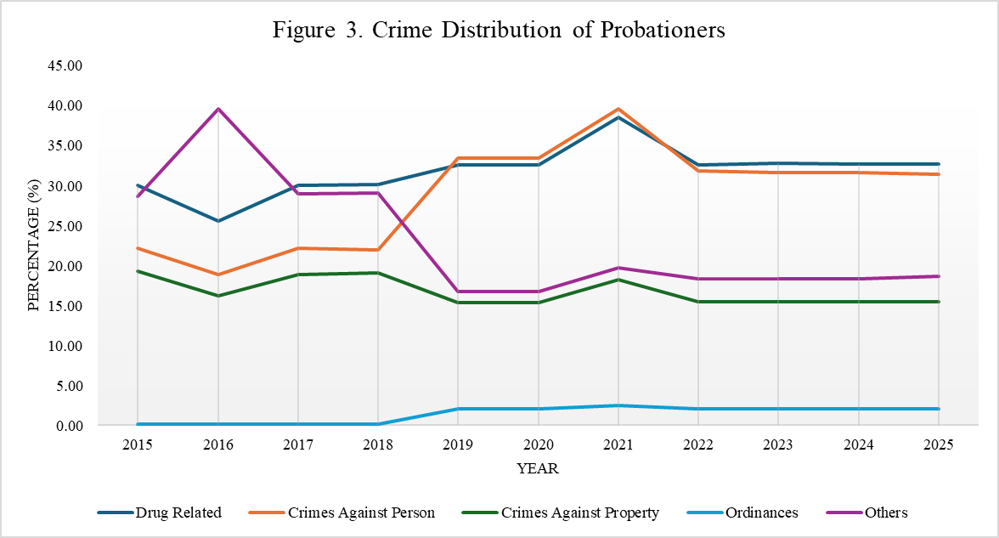 Figure 3. Crime Distribution of Probationers
45.00
40.00
35.00
30.00
25.00
20.00
15.00
10.00
5.00
0.00
PERCENTAGE (%)
2015 2016 2017 2018 2019 2020 2021 2022 2023 2024 2025
YEAR
Drug Related Crimes Against Person Crimes Against Property Ordinances Others